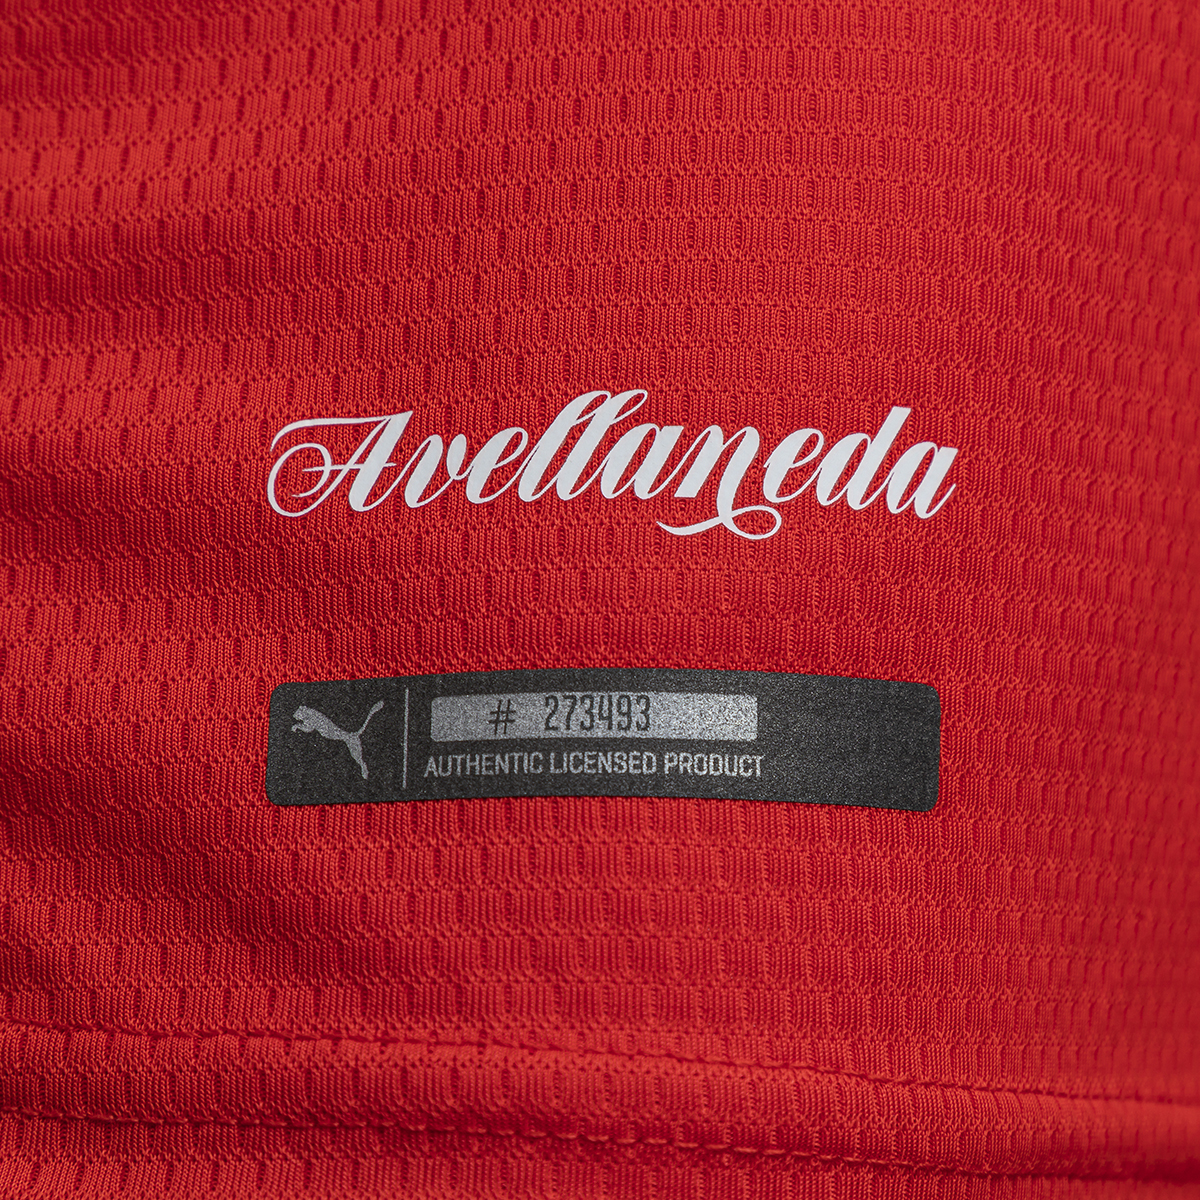 Avellaneda
# 273493
AUTHENTIC LICENSED PRODUCT